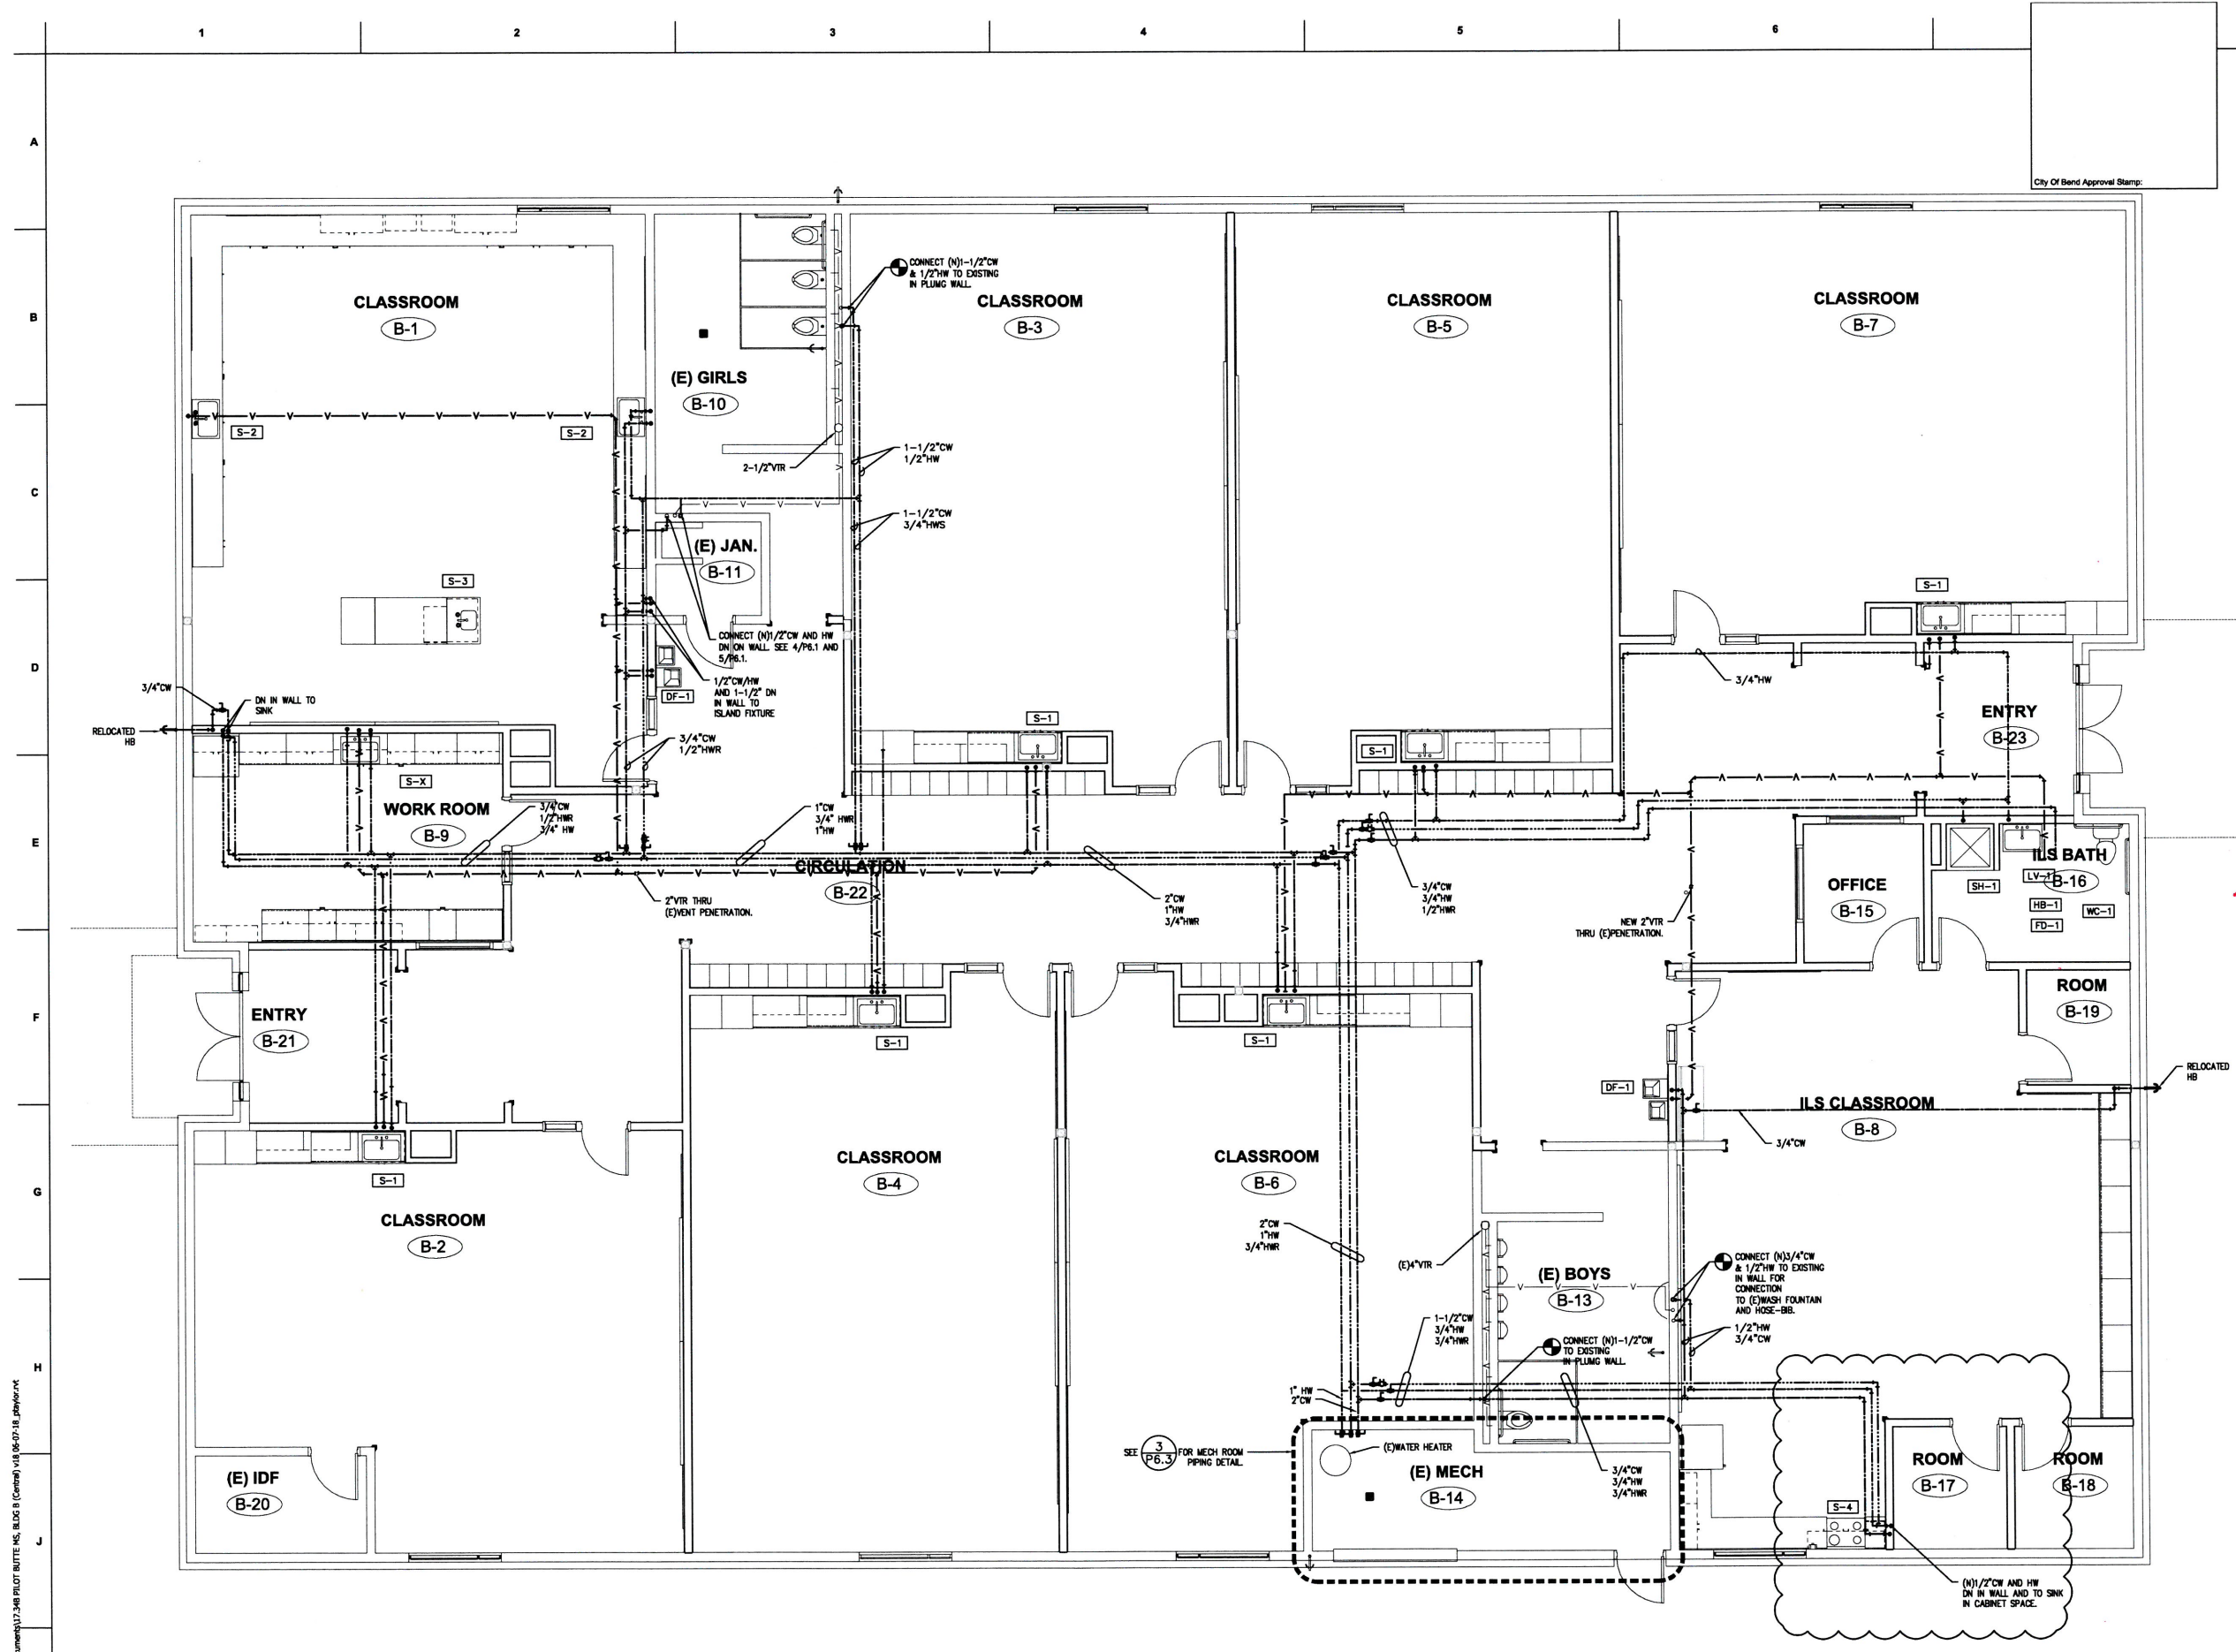 1
2
3
4
5
6
A
B
C
D
E
F
G
H
J
City Of Bend Approval Stamp:
CLASSROOM
B-1
(E) GIRLS
B-10
CONNECT (N)1-1/2"CW
& 1/2"HW TO EXISTING
IN PLUMG WALL.
CLASSROOM
B-3
CLASSROOM
B-5
CLASSROOM
B-7
S-2
S-2
2-1/2"VTR
1-1/2"CW
1/2"HW
1-1/2"CW
3/4"HWS
(E) JAN.
B-11
S-3
S-1
CONNECT (N)1/2"CW AND HW
DN ON WALL. SEE 4/P6.1 AND
5/P6.1.
DF-1
1/2"CW/HW
AND 1-1/2" DN
IN WALL TO
ISLAND FIXTURE
3/4"CW
DN IN WALL TO
SINK
RELOCATED
HB
3/4"CW
1/2"HWR
S-1
S-1
3/4"HW
ENTRY
B-23
S-X
WORK ROOM
B-9
3/4"CW
1/2"HWR
3/4" HW
1"CW
3/4" HWR
1"HW
CIRCULATION
B-22
2"VTR THRU
(E)VENT PENETRATION.
2"CW
1"HW
3/4"HWR
3/4"CW
3/4"HW
1/2"HWR
NEW 2"VTR
THRU (E)PENETRATION.
OFFICE
B-15
SH-1
ILS BATH
LV-1
B-16
HB-1
WC-1
FD-1
ENTRY
B-21
S-1
S-1
ROOM
B-19
RELOCATED
HB
DF-1
ILS CLASSROOM
B-8
3/4"CW
S-1
CLASSROOM
B-2
CLASSROOM
B-4
CLASSROOM
B-6
2"CW
1"HW
3/4"HWR
(E)4"VTR
(E) BOYS
B-13
CONNECT (N)3/4"CW
& 1/2"HW TO EXISTING
IN WALL FOR
CONNECTION
TO (E)WASH FOUNTAIN
AND HOSE-BIB.
1/2"HW
3/4"CW
1-1/2"CW
3/4"HW
3/4"HWR
CONNECT (N)1-1/2"CW
TO EXISTING
IN PLUMG WALL.
1" HW
2"CW
SEE 3 P6.3 FOR MECH ROOM
PIPING DETAIL.
(E)WATER HEATER
(E) MECH
B-14
3/4"CW
3/4"HW
3/4"HWR
(E) IDF
B-20
S-4
ROOM
B-17
ROOM
B-18
(N)1/2"CW AND HW
DN IN WALL AND TO SINK
IN CABINET SPACE.
17.34B PILOT BUTTE MS, BLDG B (Central) v18 06-07-18_ptaylor.rvt